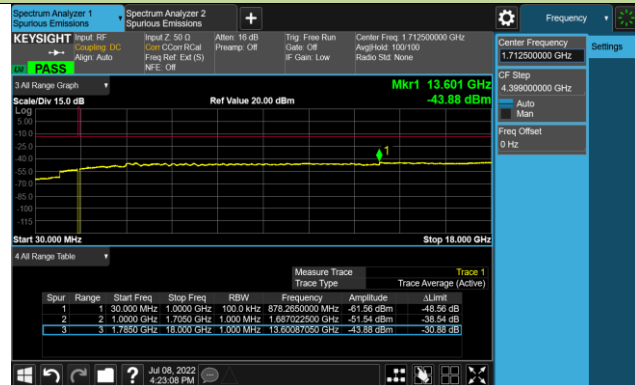 Spectrum Analyzer 1
Spurious Emissions
Spectrum Analyzer 2
Spurious Emissions
+
Frequency
KEYSIGHT
Input: RF
Coupling: DC
Align: Auto
Input Z: 50 Ω
Corr CCorr RCal
Freq Ref: Ext (S)
NFE: Off
Atten: 16 dB
Preamp: Off
Trig: Free Run
Gate: Off
IF Gain: Low
Center Freq: 1.712500000 GHz
Avg|Hold: 100/100
Radio Std: None
PASS
3 All Range Graph
Scale/Div 15.0 dB
Ref Value 20.00 dBm
Mkr1 13.601 GHz
-43.88 dBm
Log
5.00
-10.0
-25.0
-40.0
-55.0
-70.0
-85.0
-100
-115
1
Start 30.000 MHz
Stop 18.000 GHz
4 All Range Table
Measure Trace Trace 1
Trace Type Trace Average (Active)
Spur Range Start Freq Stop Freq RBW Frequency Amplitude ΔLimit
1 1 30.000 MHz 1.0000 GHz 100.0 kHz 878.2650000 MHz -61.56 dBm -48.56 dB
2 2 1.0000 GHz 1.7050 GHz 1.000 MHz 1.687022500 GHz -51.54 dBm -38.54 dB
3 3 1.7850 GHz 18.000 GHz 1.000 MHz 13.60087050 GHz -43.88 dBm -30.88 dB
Jul 08, 2022
4:23:08 PM
Center Frequency
1.712500000 GHz
Settings
CF Step
4.399000000 GHz
Auto
Man
Freq Offset
0 Hz